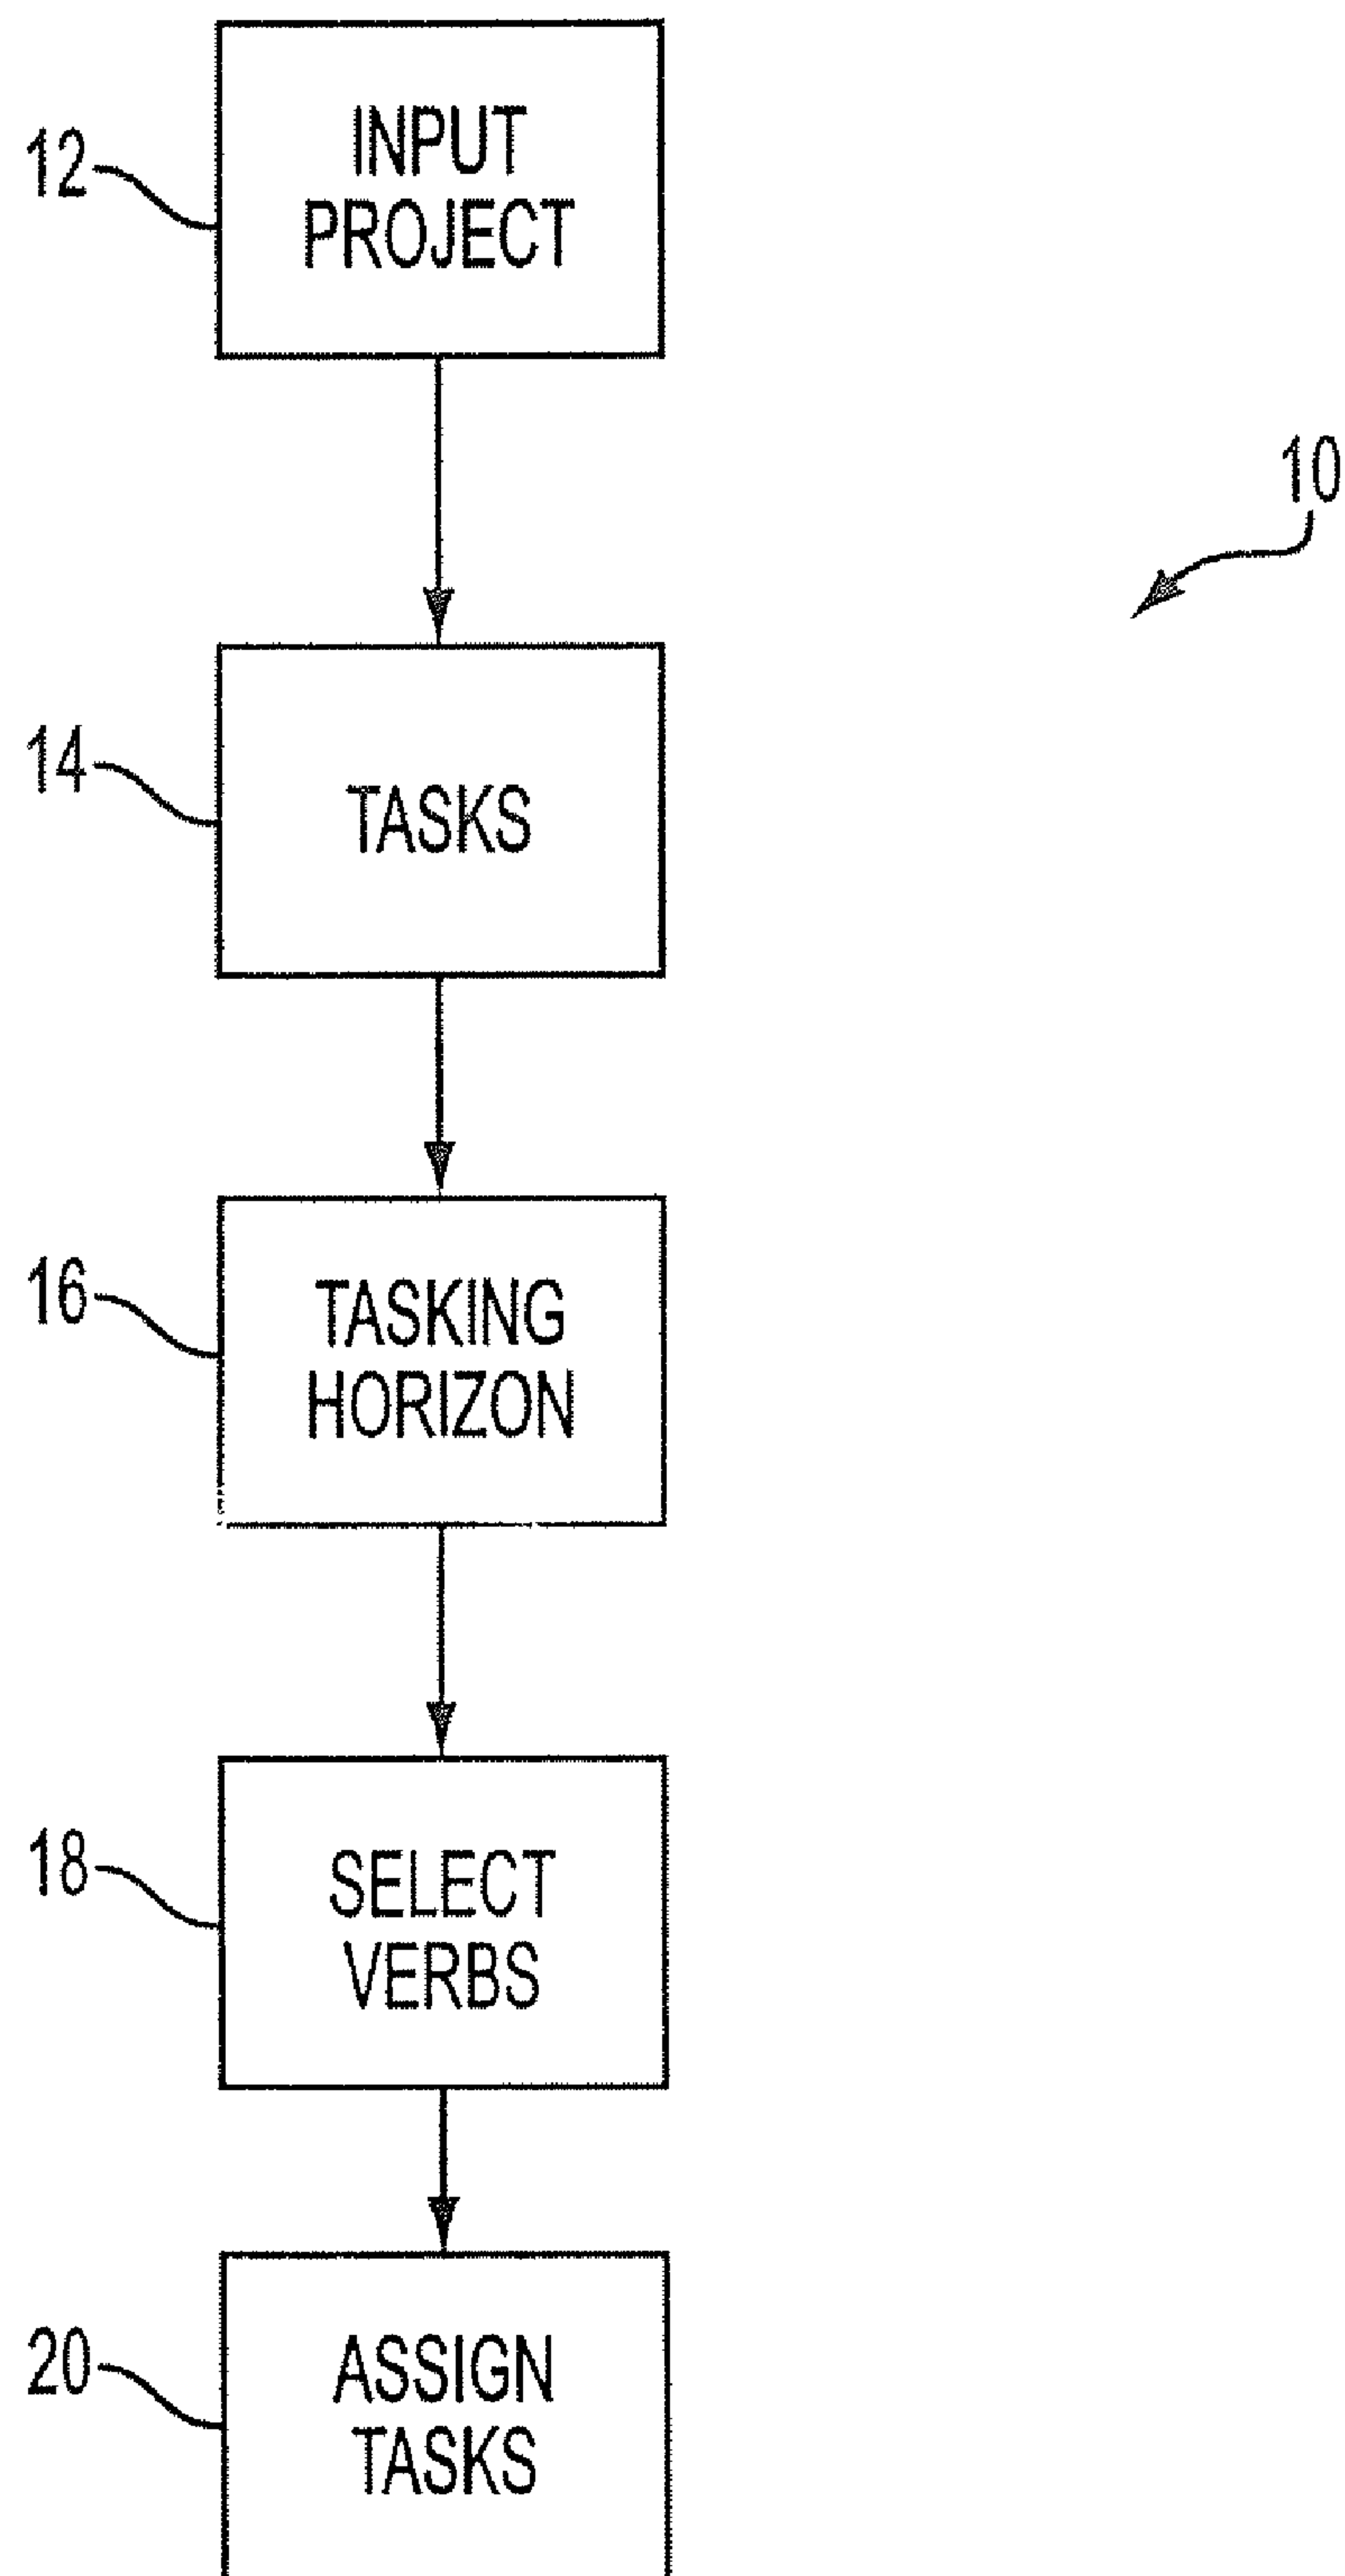 12
INPUT
PROJECT
10
14
TASKS
16
TASKING
HORIZON
18
SELECT
VERBS
20
ASSIGN
TASKS